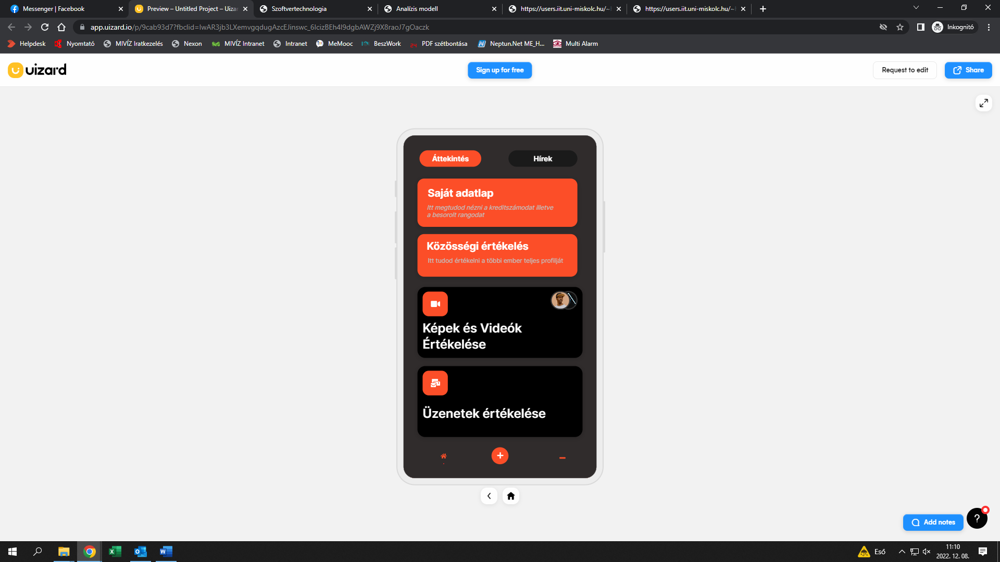 Messenger | Facebook
Preview – Untitled Project – Uizar
Szoftvertechnologia
Analízis modell
https://users.iit.uni-miskolc.hu/~
https://users.iit.uni-miskolc.hu/~
app.uizard.io/p/9cab93d7?fbclid=IwAR3jb3LXemvgqdugAzcEJinswc_6IcizBEh4I9dgbAWZj9X8raoJ7gOaczk
Inkognitó
Helpdesk
Nyomtató
MIVÍZ Iratkezelés
Nexon
MIVÍZ Intranet
Intranet
MeMooc
BeszWork
PDF szétbontása
Neptun.Net ME_H...
Multi Alarm
uizard
Sign up for free
Request to edit
Share
Áttekintés
Hírek
Saját adatlap
Itt megtudod nézni a kreditszámodat illetve
a besorolt rangodat
Közösségi értékelés
Itt tudod értékelni a többi ember teljes profilját
Képek és Videók
Értékelése
Üzenetek értékelése
Add notes
?
Eső
11:10
2022. 12. 08.